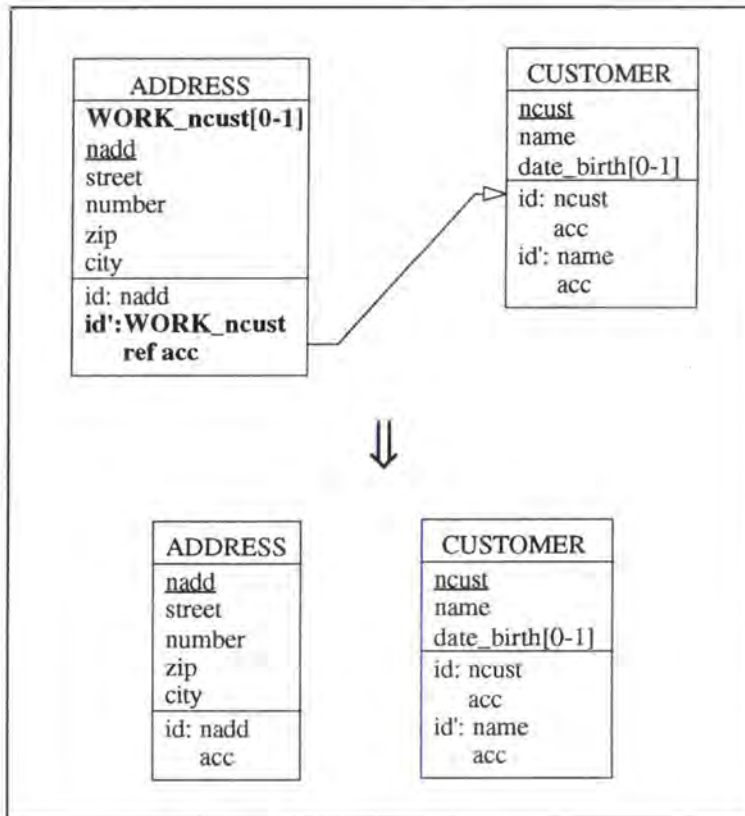 ADDRESS
WORK_ncust[0-1]
nadd
street
number
zip
city
id: nadd
id':WORK_ncust
ref acc
CUSTOMER
ncust
name
date_birth[0-1]
id: ncust
acc
id': name
acc
ADDRESS
nadd
street
number
zip
city
id: nadd
acc
CUSTOMER
ncust
name
date_birth[0-1]
id: ncust
acc
id': name
acc